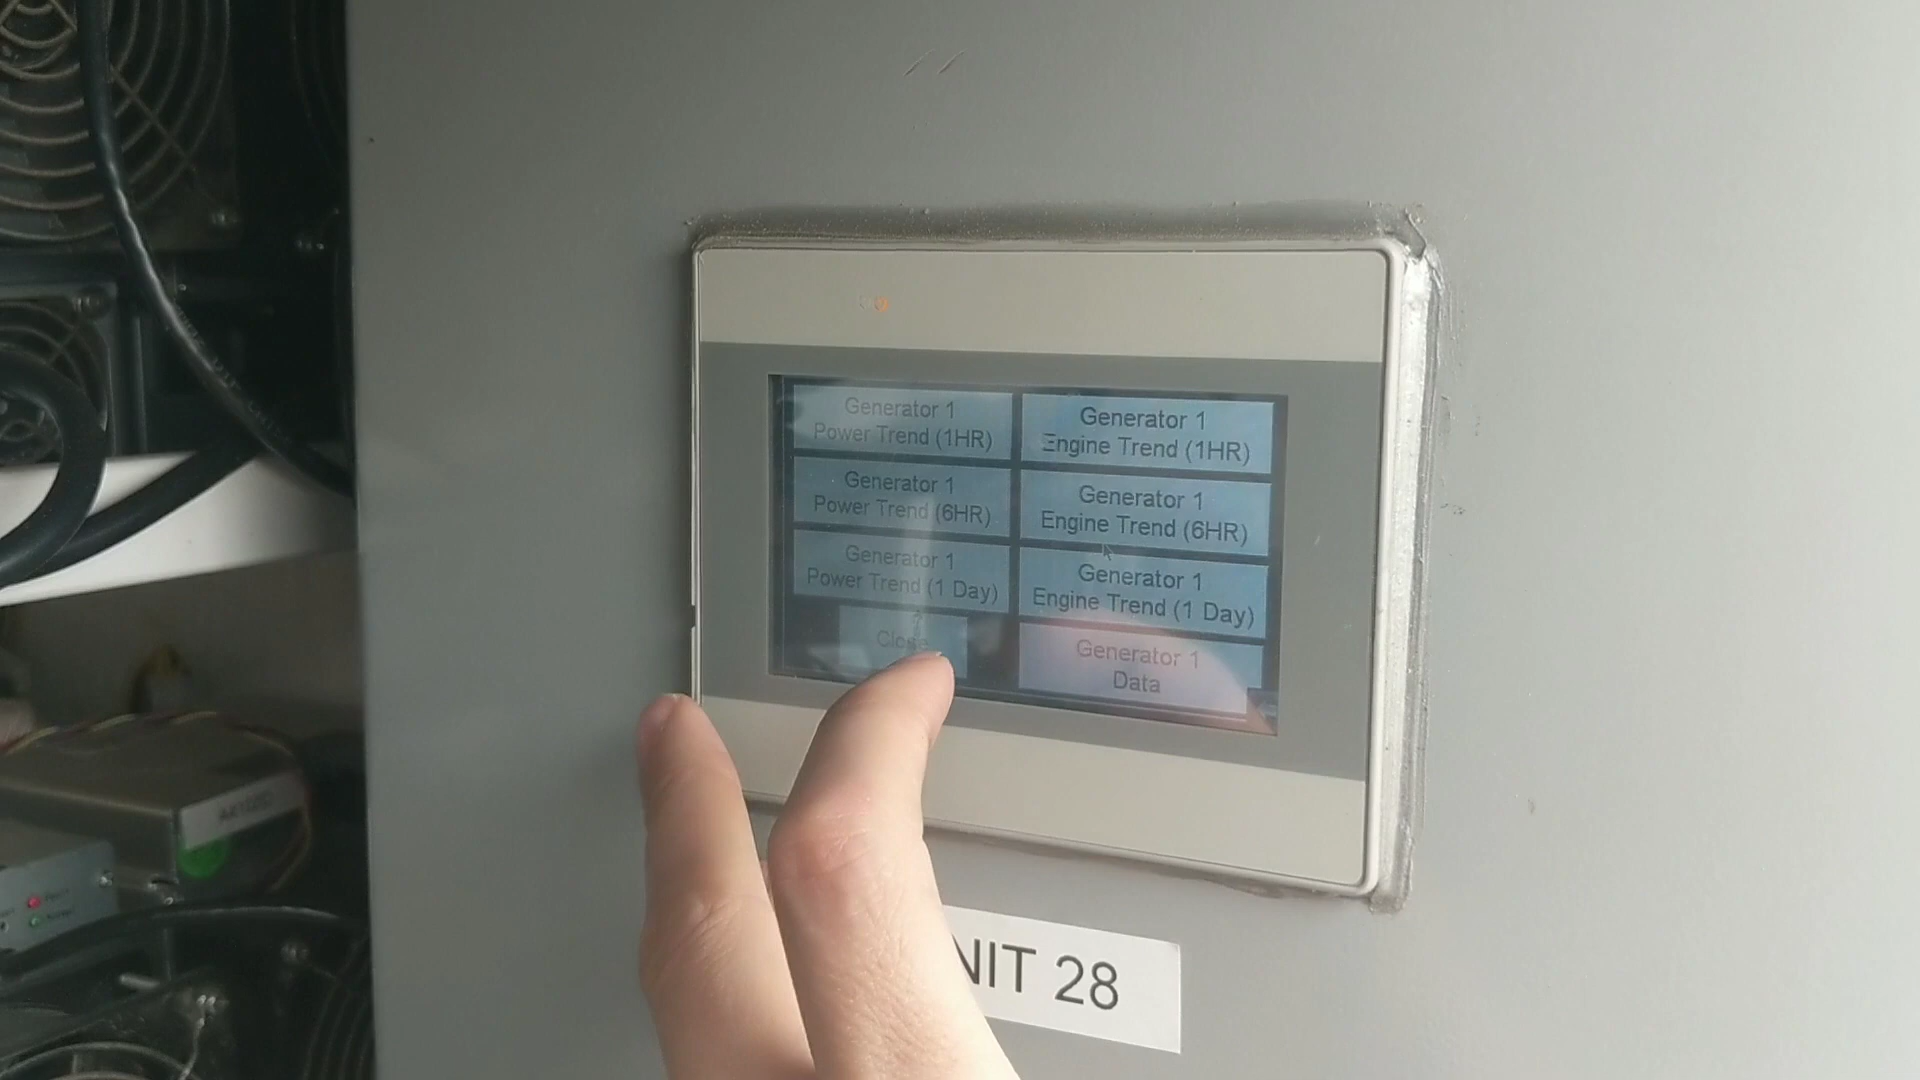 Generator 1
Power Trend (1HR)
Generator 1
Engine Trend (1HR)
Generator 1
Power Trend (6HR)
Generator 1
Engine Trend (6HR)
Generator 1
Power Trend (1 Day)
Generator 1
Engine Trend (1 Day)
Close
Generator 1
Data
NIT 28